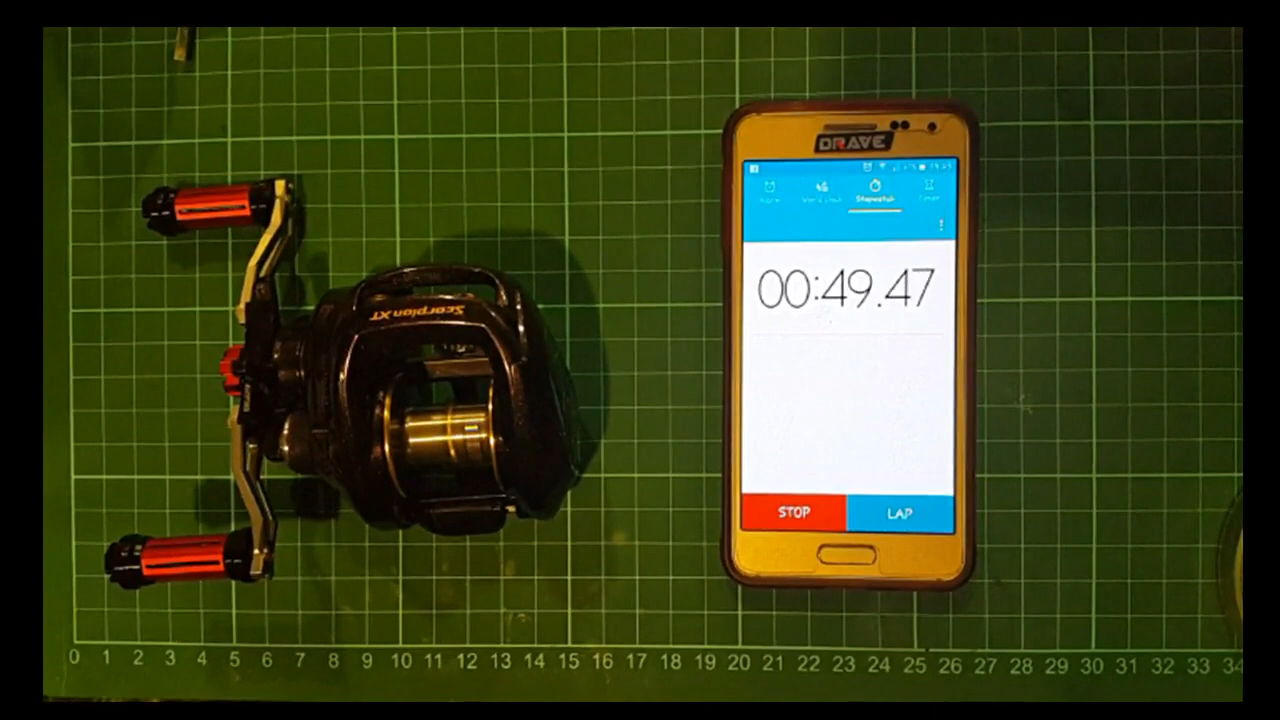 DRAVE
Stopwatch
Timer
00:49.47
Scorpion XT
STOP
LAP
0 1 2 3 4 5 6 7 8 9 10 11 12 13 14 15 16 17 18 19 20 21 22 23 24 25 26 27 28 29 30 31 32 33 34